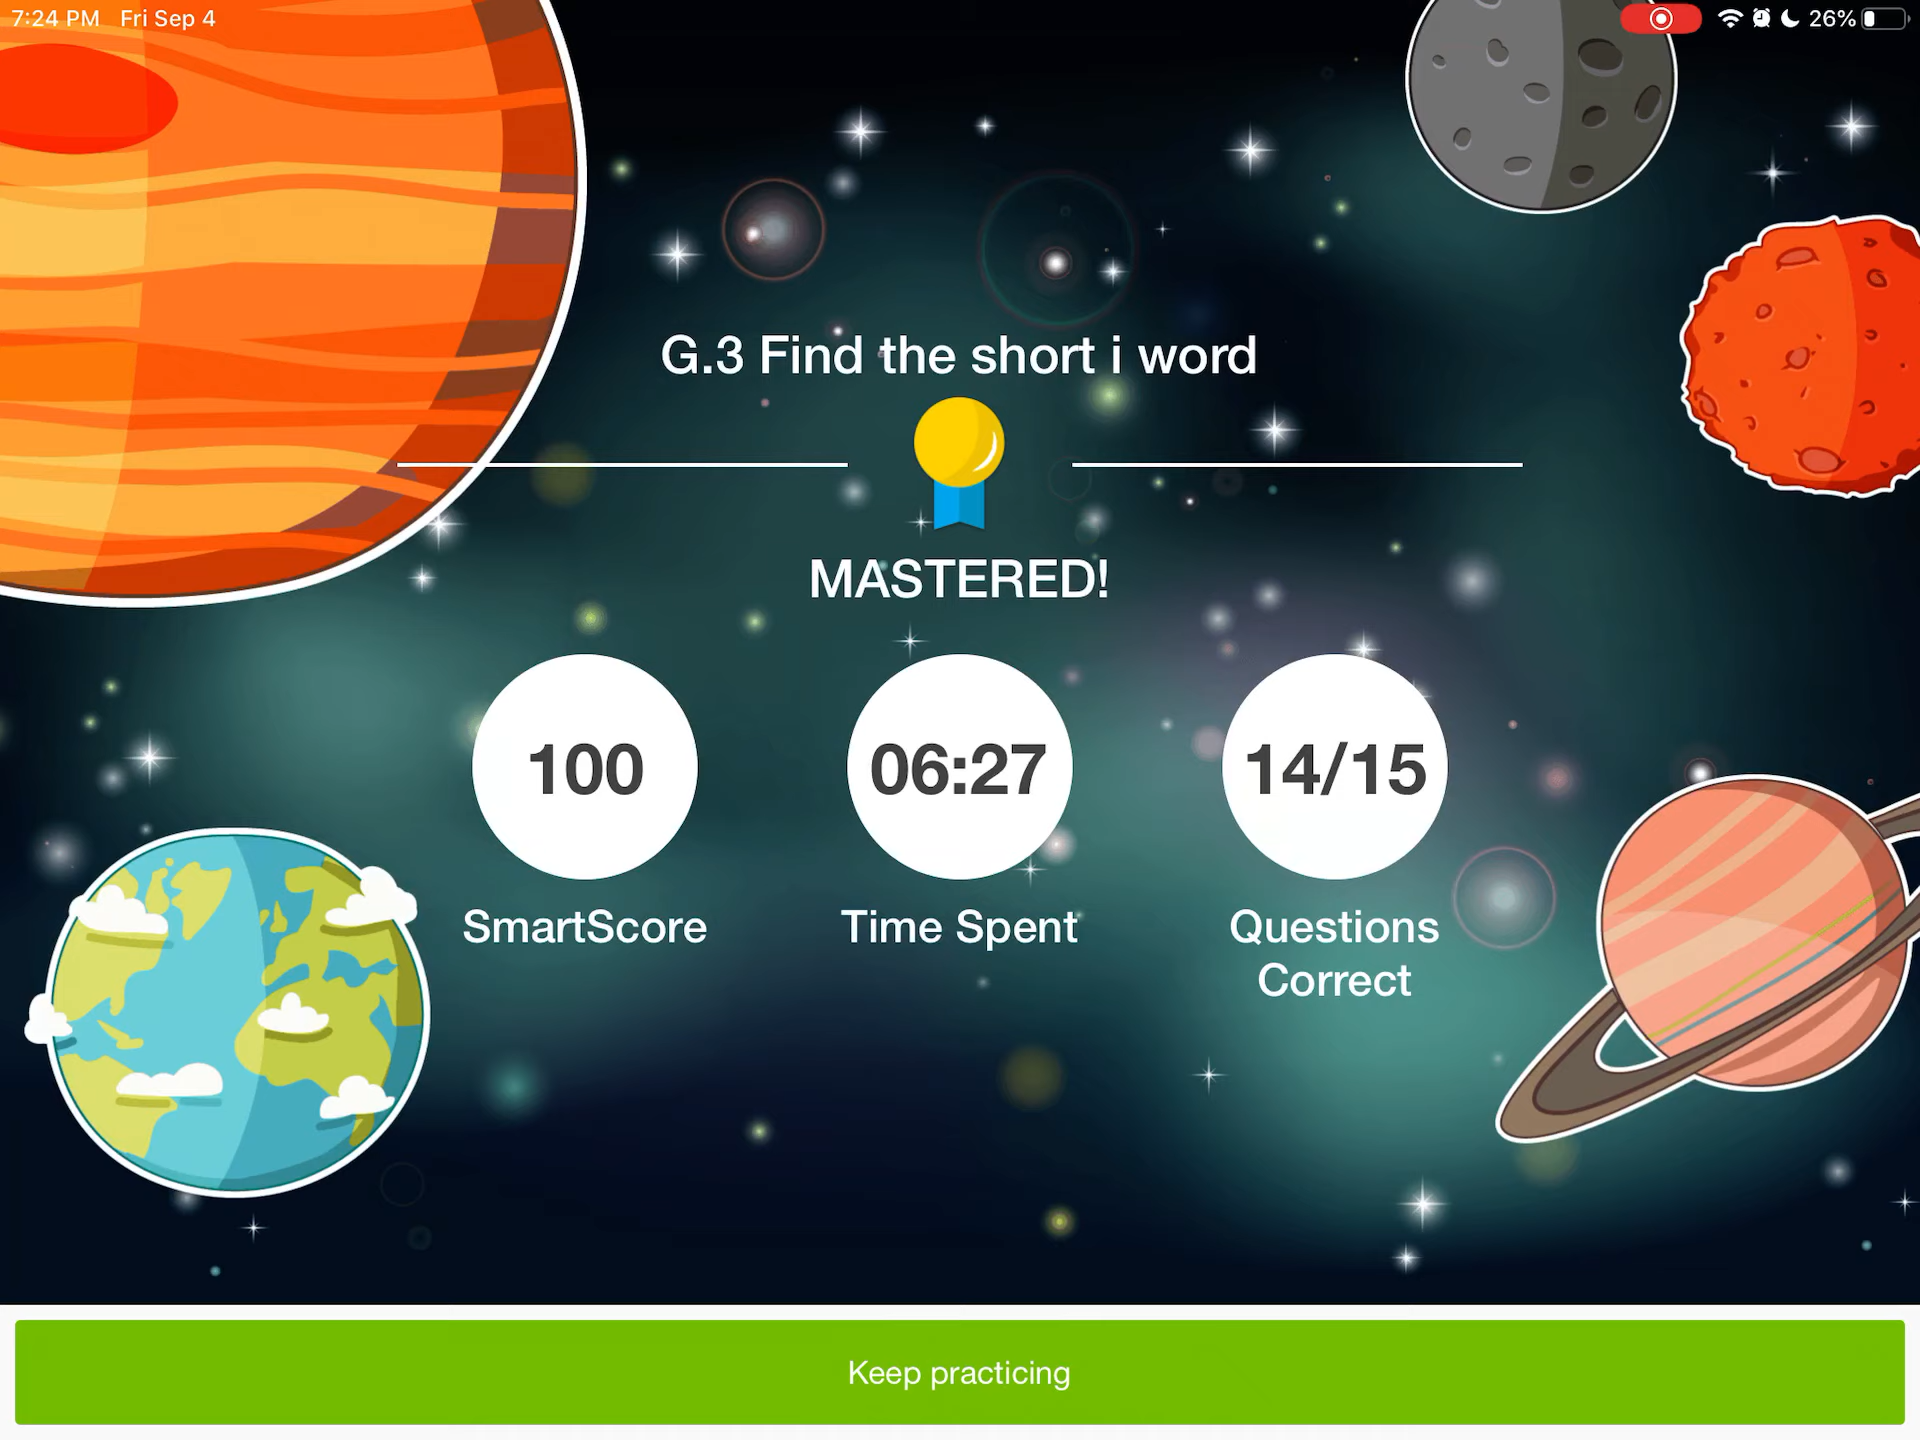 7:24 PM Fri Sep 4
26%
G.3 Find the short i word
MASTERED!
100
06:27
14/15
SmartScore
Time Spent
Questions
Correct
Keep practicing